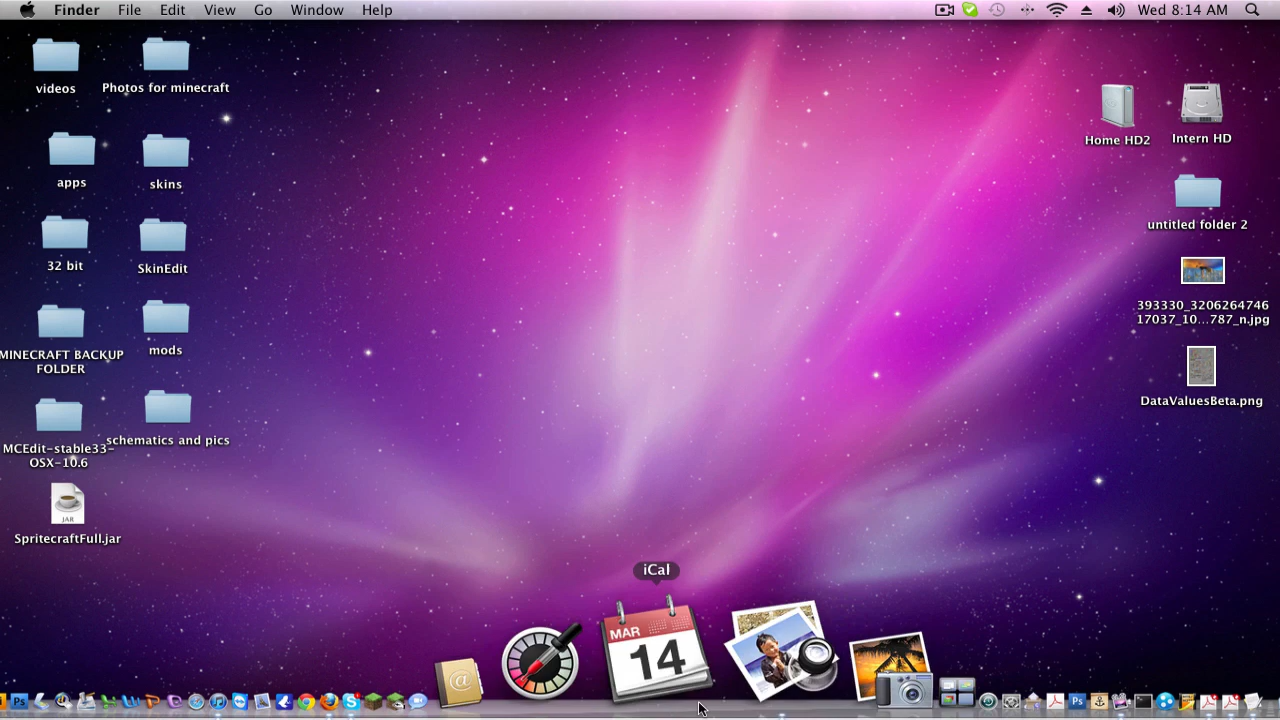 Finder File Edit View Go Window Help Wed 8:14 AM
videos
Photos for minecraft
apps
skins
32 bit
SkinEdit
MINECRAFT BACKUP
FOLDER
mods
MCEdit-stable33-
OSX-10.6
schematics and pics
JAR
SpritecraftFull.jar
Home HD2
Intern HD
untitled folder 2
393330_3206264746
17037_10...787_n.jpg
DataValuesBeta.png
iCal
MAR
14
@
Ps
W
S
Ps